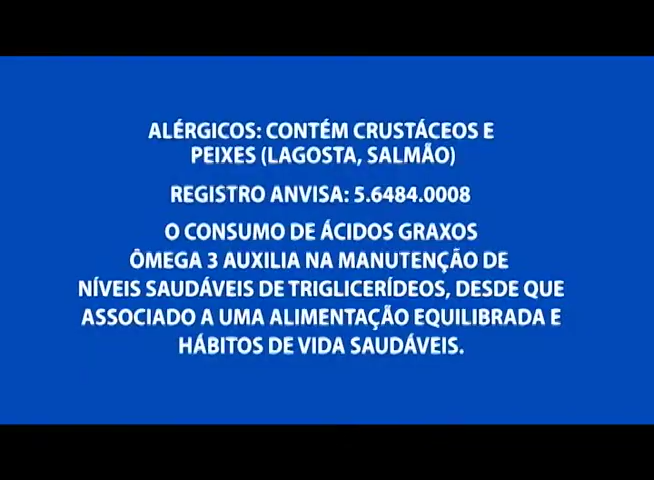 ALÉRGICOS: CONTÉM CRUSTÁCEOS E
PEIXES (LAGOSTA, SALMÃO)
REGISTRO ANVISA: 5.6484.0008
O CONSUMO DE ÁCIDOS GRAXOS
ÔMEGA 3 AUXILIA NA MANUTENÇÃO DE
NÍVEIS SAUDÁVEIS DE TRIGLICERÍDEOS, DESDE QUE
ASSOCIADO A UMA ALIMENTAÇÃO EQUILIBRADA E
HÁBITOS DE VIDA SAUDÁVEIS.